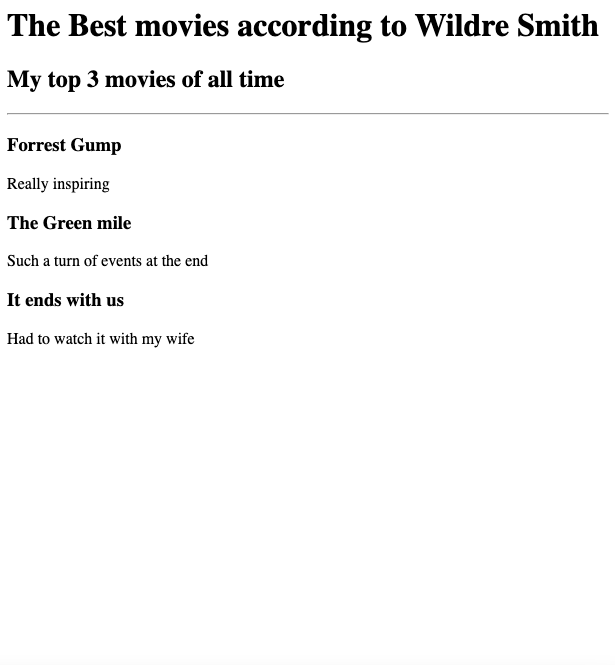 The Best movies according to Wildre Smith
My top 3 movies of all time
Forrest Gump
Really inspiring
The Green mile
Such a turn of events at the end
It ends with us
Had to watch it with my wife